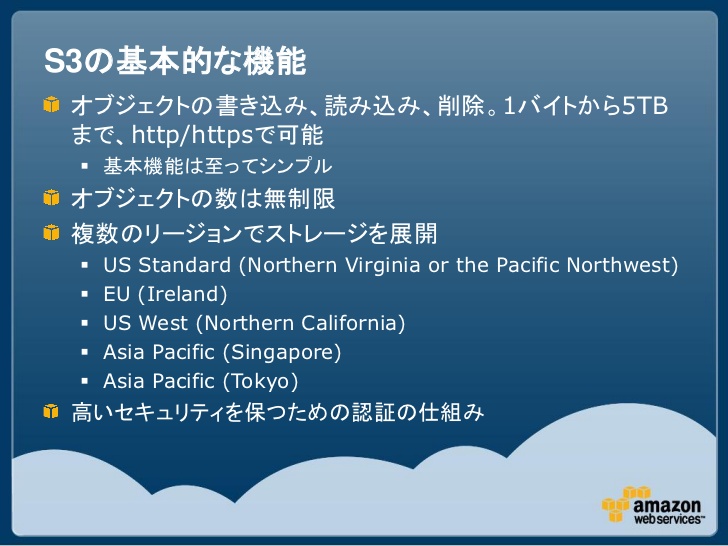 S3の基本的な機能
オブジェクトの書き込み、読み込み、削除。1バイトから5TB
まで、http/httpsで可能
▪ 基本機能は至ってシンプル
オブジェクトの数は無制限
複数のリージョンでストレージを展開
▪ US Standard (Northern Virginia or the Pacific Northwest)
▪ EU (Ireland)
▪ US West (Northern California)
▪ Asia Pacific (Singapore)
▪ Asia Pacific (Tokyo)
高いセキュリティを保つための認証の仕組み
amazon
web services™